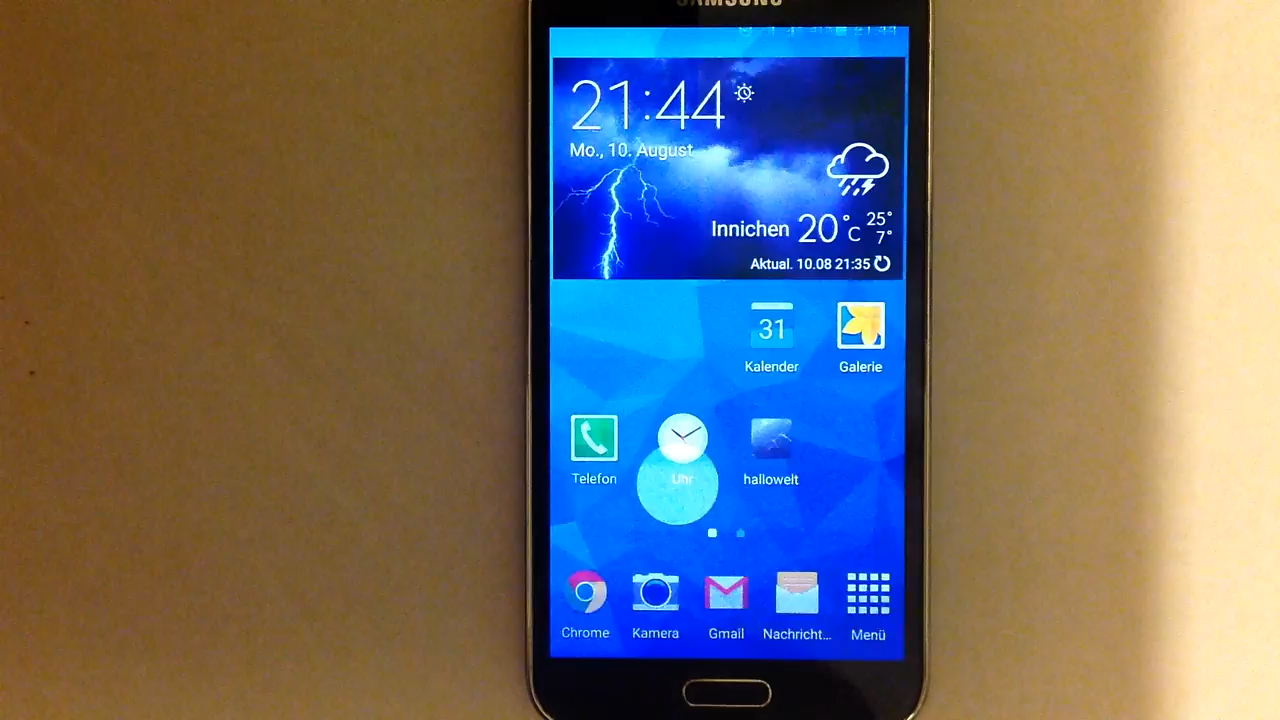 SAMSUNG
21:44
Mo., 10. August
Innichen 20°C 25° 7°
Aktual. 10.08 21:35
31
Kalender Galerie
Telefon Uhr hallowelt
Chrome Kamera Gmail Nachricht... Menü